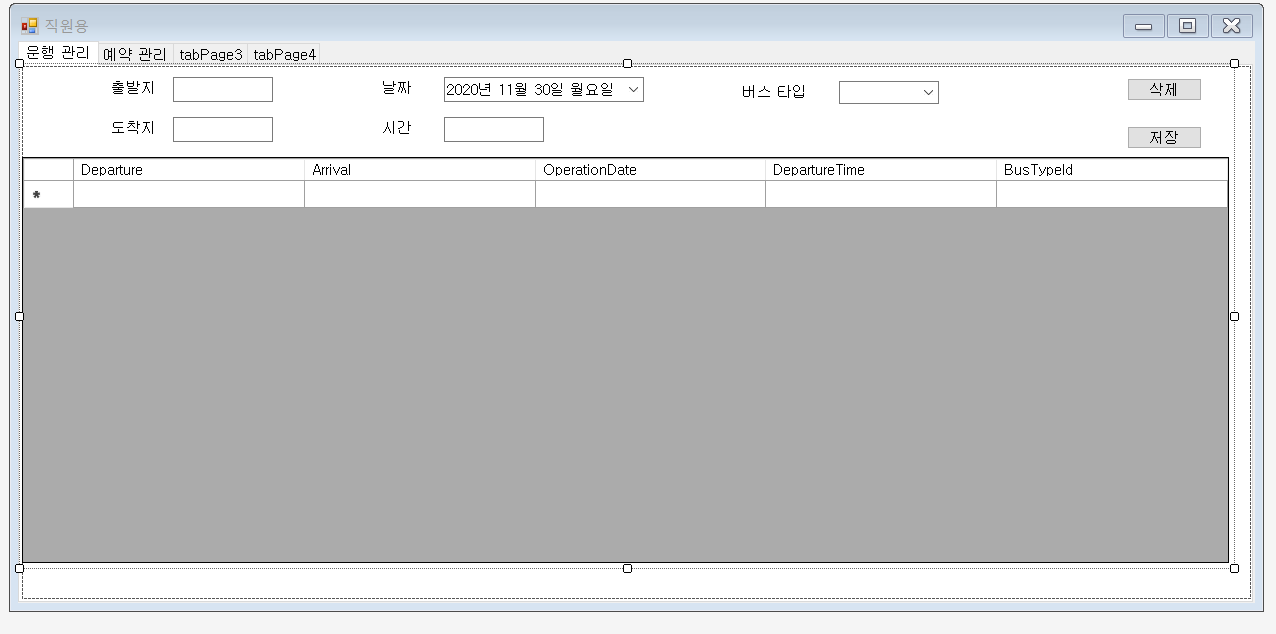 직원용
운행 관리 예약 관리 tabPage3 tabPage4
출발지 날짜 2020년 11월 30일 월요일 버스 타입 삭제
도착지 시간 저장
Departure Arrival OperationDate DepartureTime BusTypeId
*